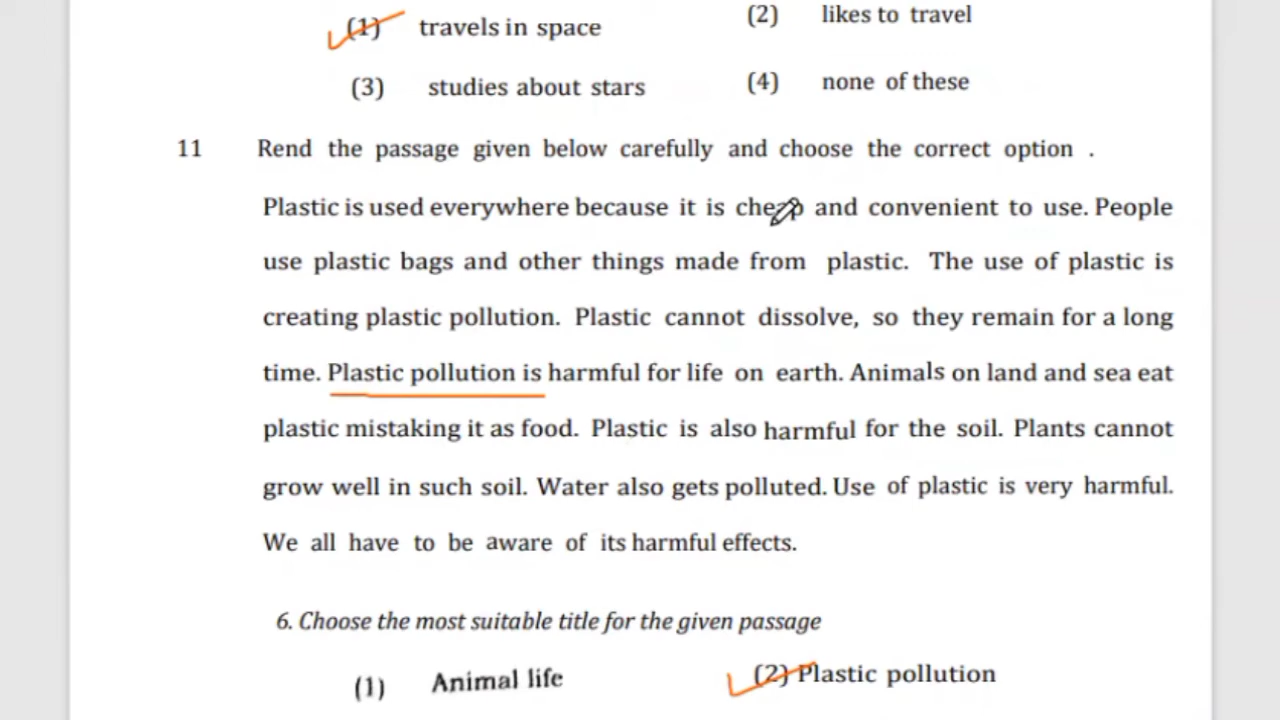 (1) travels in space (2) likes to travel
(3) studies about stars (4) none of these
11 Rend the passage given below carefully and choose the correct option .
Plastic is used everywhere because it is cheap and convenient to use. People
use plastic bags and other things made from plastic. The use of plastic is
creating plastic pollution. Plastic cannot dissolve, so they remain for a long
time. Plastic pollution is harmful for life on earth. Animals on land and sea eat
plastic mistaking it as food. Plastic is also harmful for the soil. Plants cannot
grow well in such soil. Water also gets polluted. Use of plastic is very harmful.
We all have to be aware of its harmful effects.
6. Choose the most suitable title for the given passage
(1) Animal life (2) Plastic pollution